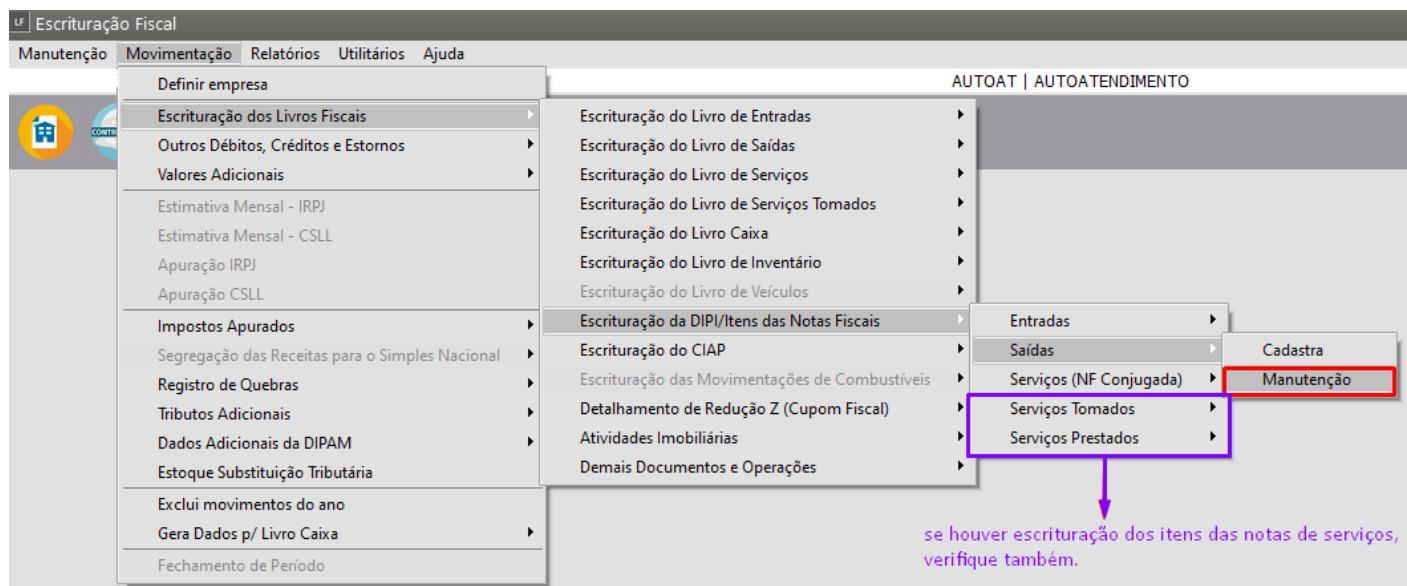 LF Escrituração Fiscal
Manutenção Movimentação Relatórios Utilitários Ajuda
AUTOAT | AUTOATENDIMENTO
Definir empresa
Escrituração dos Livros Fiscais
Outros Débitos, Créditos e Estornos
Valores Adicionais
Estimativa Mensal - IRPJ
Estimativa Mensal - CSLL
Apuração IRPJ
Apuração CSLL
Impostos Apurados
Segregação das Receitas para o Simples Nacional
Registro de Quebras
Tributos Adicionais
Dados Adicionais da DIPAM
Estoque Substituição Tributária
Exclui movimentos do ano
Gera Dados p/ Livro Caixa
Fechamento de Período
Escrituração do Livro de Entradas
Escrituração do Livro de Saídas
Escrituração do Livro de Serviços
Escrituração do Livro de Serviços Tomados
Escrituração do Livro Caixa
Escrituração do Livro de Inventário
Escrituração do Livro de Veículos
Escrituração da DIPI/Itens das Notas Fiscais
Escrituração do CIAP
Escrituração das Movimentações de Combustíveis
Detalhamento de Redução Z (Cupom Fiscal)
Atividades Imobiliárias
Demais Documentos e Operações
Entradas
Saídas
Serviços (NF Conjugada)
Serviços Tomados
Serviços Prestados
Cadastra
Manutenção
se houver escrituração dos itens das notas de serviços,
verifique também.